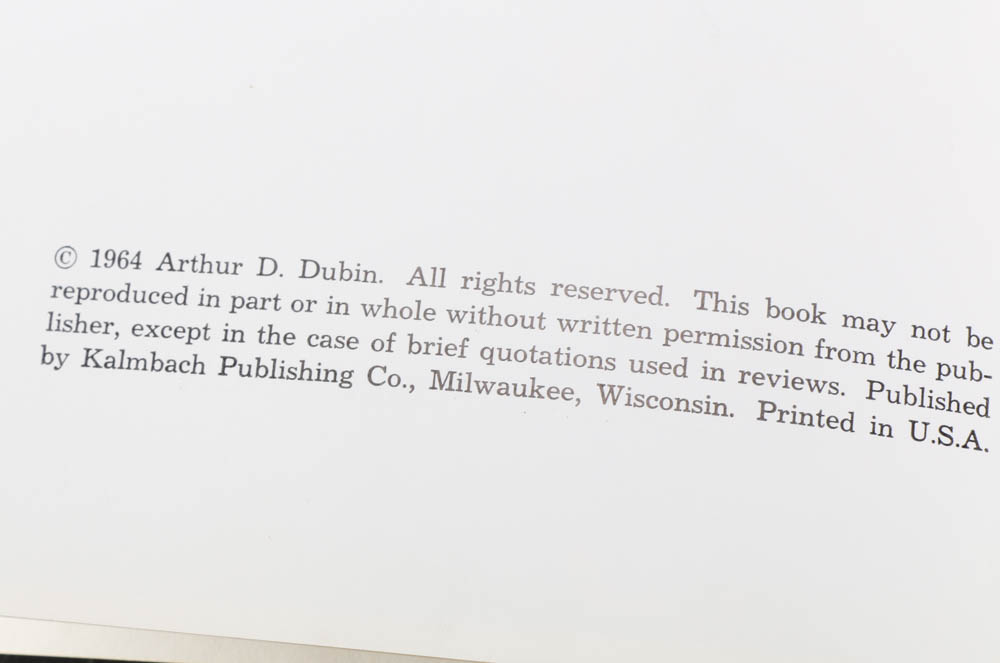 © 1964 Arthur D. Dubin. All rights reserved. This book may not be
reproduced in part or in whole without written permission from the pub-
lisher, except in the case of brief quotations used in reviews. Published
by Kalmbach Publishing Co., Milwaukee, Wisconsin. Printed in U.S.A.